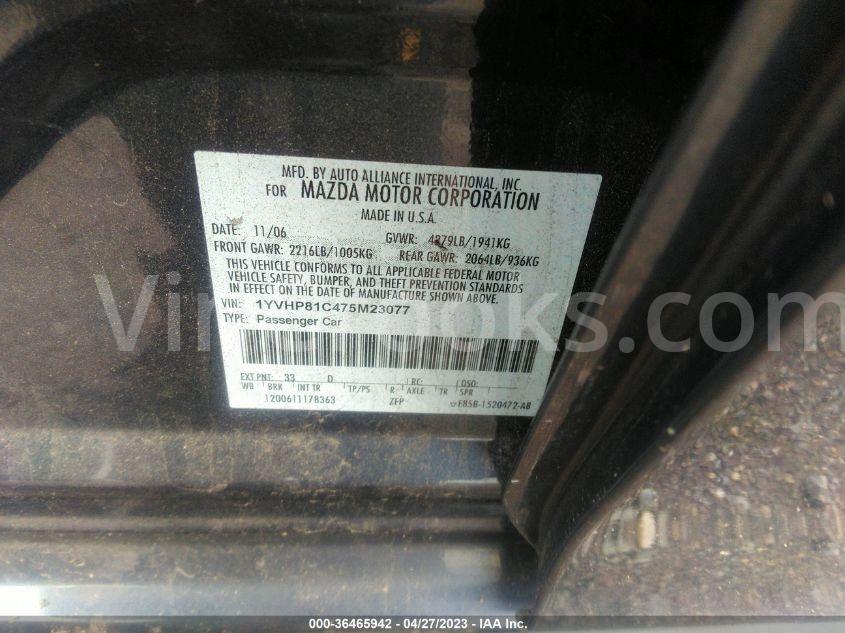 MFD. BY AUTO ALLIANCE INTERNATIONAL, INC.
FOR MAZDA MOTOR CORPORATION
MADE IN U.S.A.
DATE: 11/06 GVWR: 4279LB/1941KG
FRONT GAWR: 2216LB/1005KG REAR GAWR: 2064LB/936KG
THIS VEHICLE CONFORMS TO ALL APPLICABLE FEDERAL MOTOR
VEHICLE SAFETY, BUMPER, AND THEFT PREVENTION STANDARDS
IN EFFECT ON THE DATE OF MANUFACTURE SHOWN ABOVE.
VIN: 1YVHP81C475M23077
TYPE: Passenger Car
EXT PNT: 33 D RC: DSO:
WB BRK INT TR TP/PS R AXLE TR SPR
1200611178363 ZFP F85B-1520472-AB
000-36465942 - 04/27/2023 - IAA Inc.